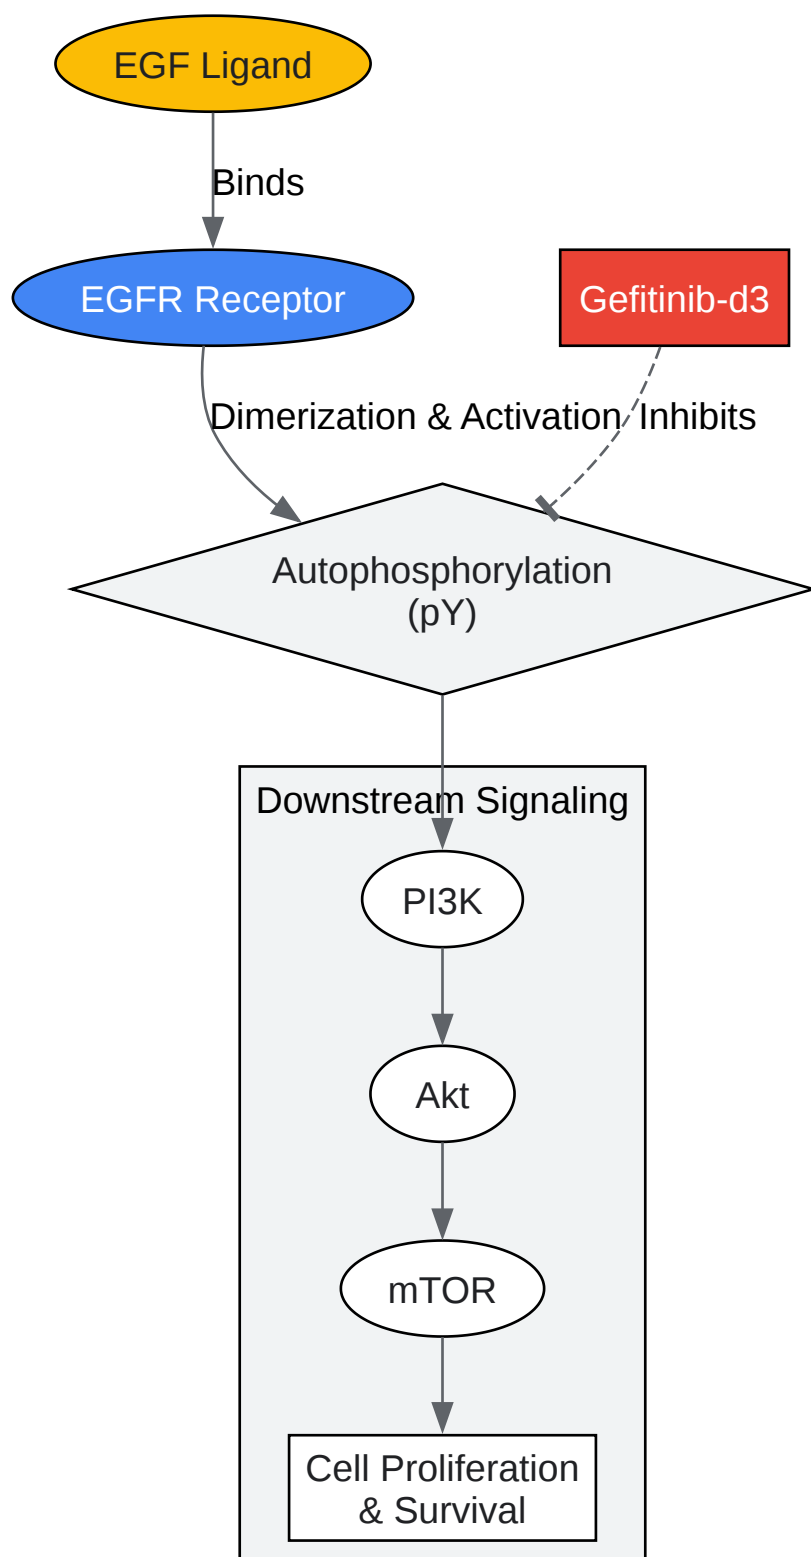 EGF Ligand
Binds
EGFR Receptor
Gefitinib-d3
Dimerization & Activation
Inhibits
Autophosphorylation
(pY)
Downstream Signaling
PI3K
Akt
mTOR
Cell Proliferation
& Survival